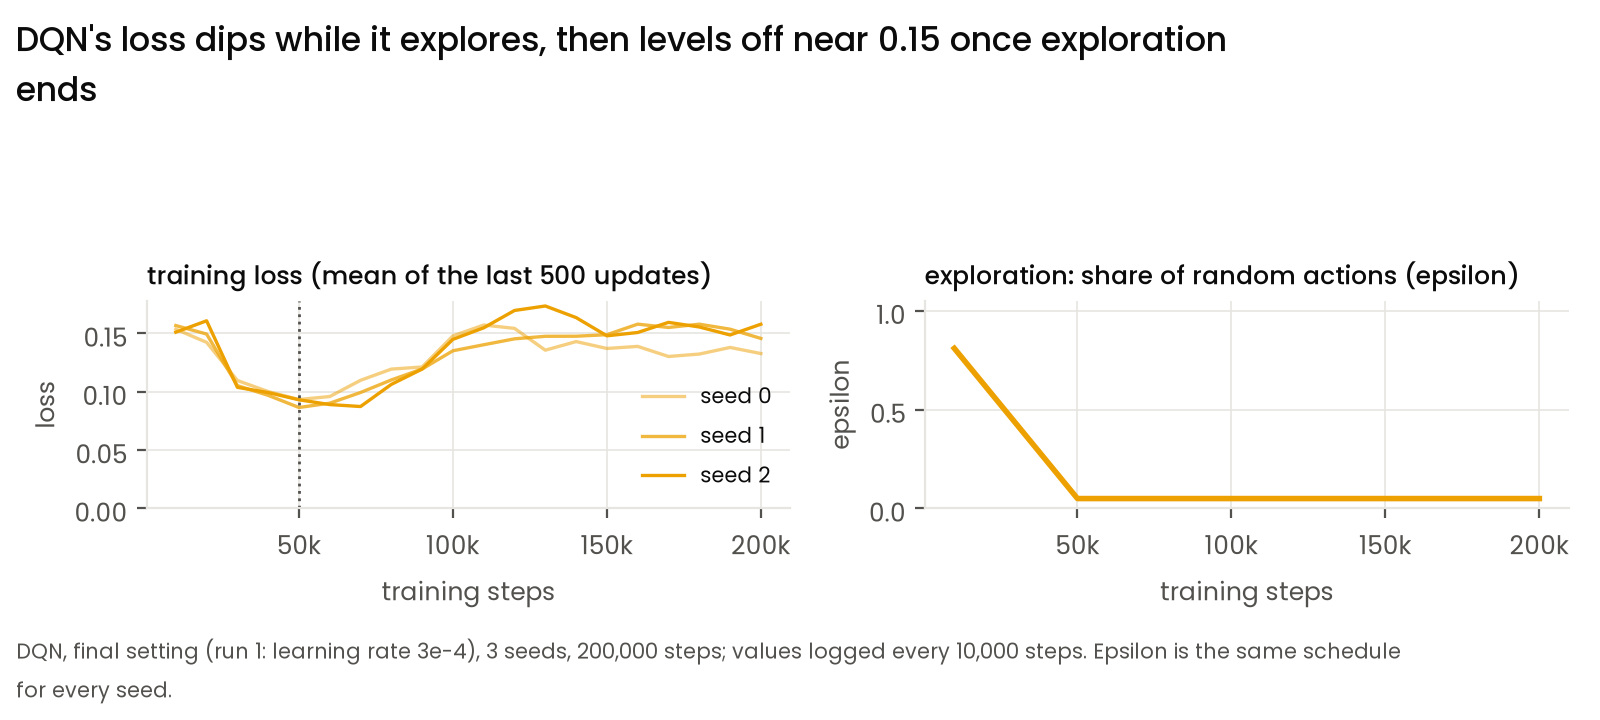 DQN's loss dips while it explores, then levels off near 0.15 once exploration
ends
training loss (mean of the last 500 updates)
0.15
0.10
0.05
0.00
loss
seed 0
seed 1
seed 2
50k
100k
150k
200k
training steps
exploration: share of random actions (epsilon)
1.0
0.5
0.0
epsilon
50k
100k
150k
200k
training steps
DQN, final setting (run 1: learning rate 3e-4), 3 seeds, 200,000 steps; values logged every 10,000 steps. Epsilon is the same schedule
for every seed.